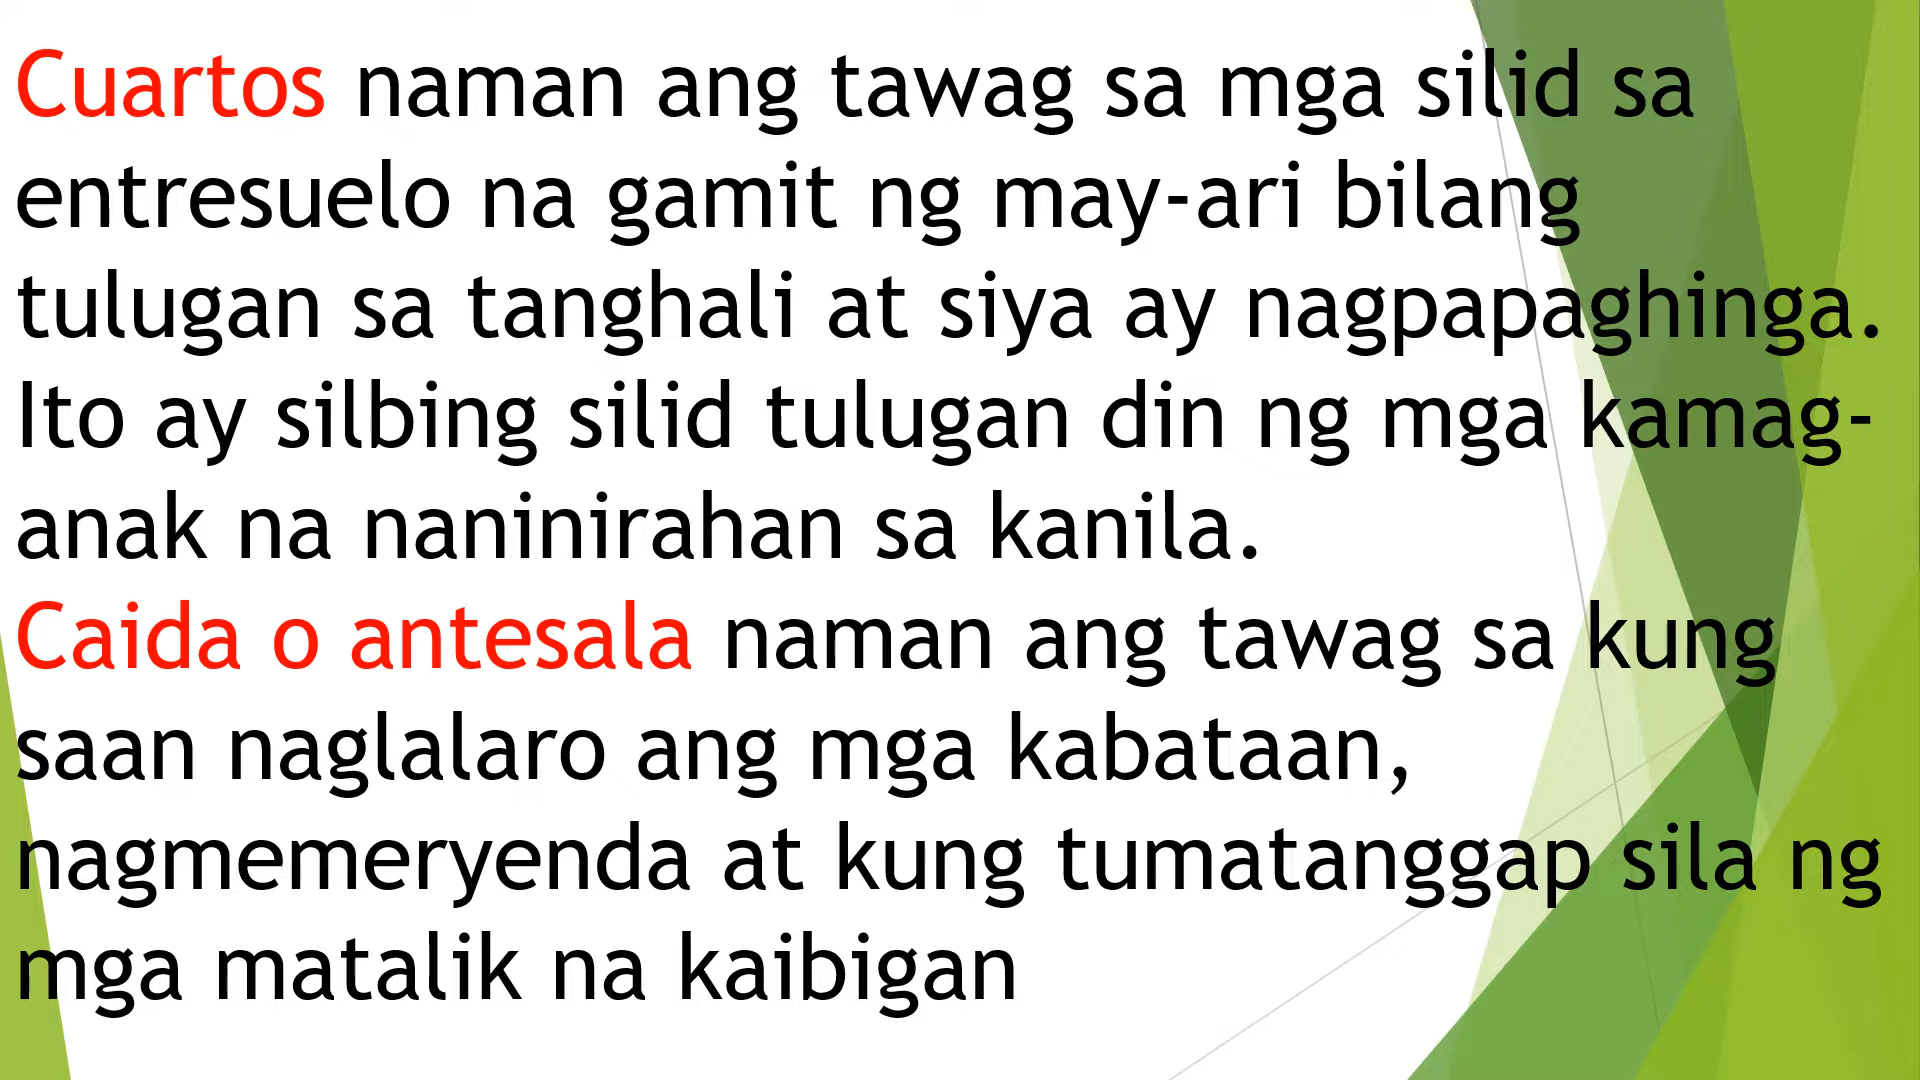 Cuartos naman ang tawag sa mga silid sa
entresuelo na gamit ng may-ari bilang
tulugan sa tanghali at siya ay nagpapaghinga.
Ito ay silbing silid tulugan din ng mga kamag-
anak na naninirahan sa kanila.
Caida o antesala naman ang tawag sa kung
saan naglalaro ang mga kabataan,
nagmemeryenda at kung tumatanggap sila ng
mga matalik na kaibigan